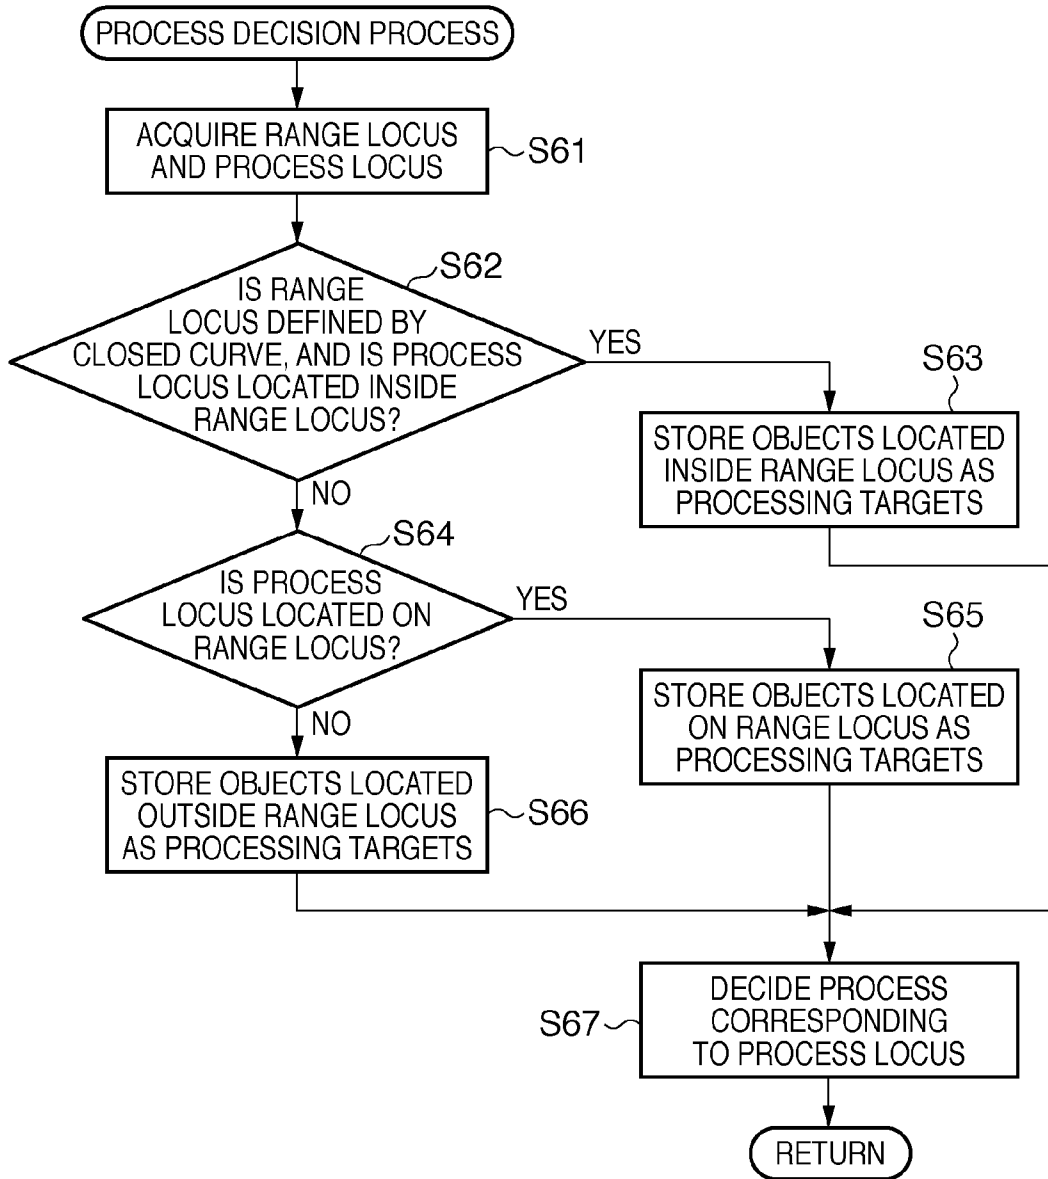 PROCESS DECISION PROCESS
ACQUIRE RANGE LOCUS
AND PROCESS LOCUS
S61
S62
IS RANGE
LOCUS DEFINED BY
CLOSED CURVE, AND IS PROCESS
LOCUS LOCATED INSIDE
RANGE LOCUS?
YES
S63
STORE OBJECTS LOCATED
INSIDE RANGE LOCUS AS
PROCESSING TARGETS
NO
S64
IS PROCESS
LOCUS LOCATED ON
RANGE LOCUS?
YES
S65
STORE OBJECTS LOCATED
ON RANGE LOCUS AS
PROCESSING TARGETS
NO
STORE OBJECTS LOCATED
OUTSIDE RANGE LOCUS
AS PROCESSING TARGETS
S66
S67
DECIDE PROCESS
CORRESPONDING
TO PROCESS LOCUS
RETURN